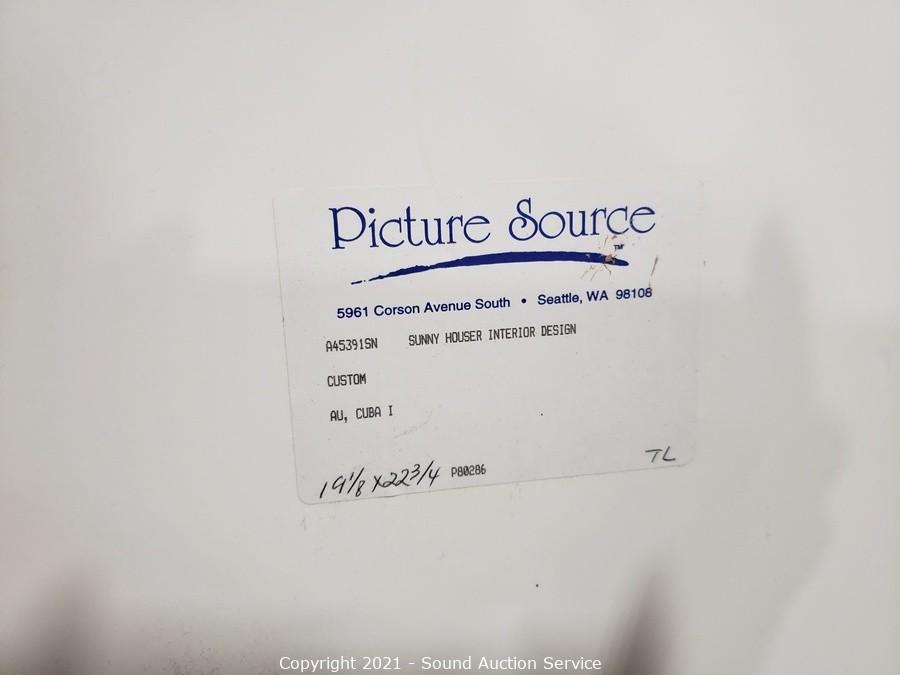 Picture Source
TM
5961 Corson Avenue South • Seattle, WA 98108
A45391SN SUNNY HOUSER INTERIOR DESIGN
CUSTOM
AU, CUBA I
19 1/8 X 22 3/4 P80286 TL
Copyright 2021 - Sound Auction Service